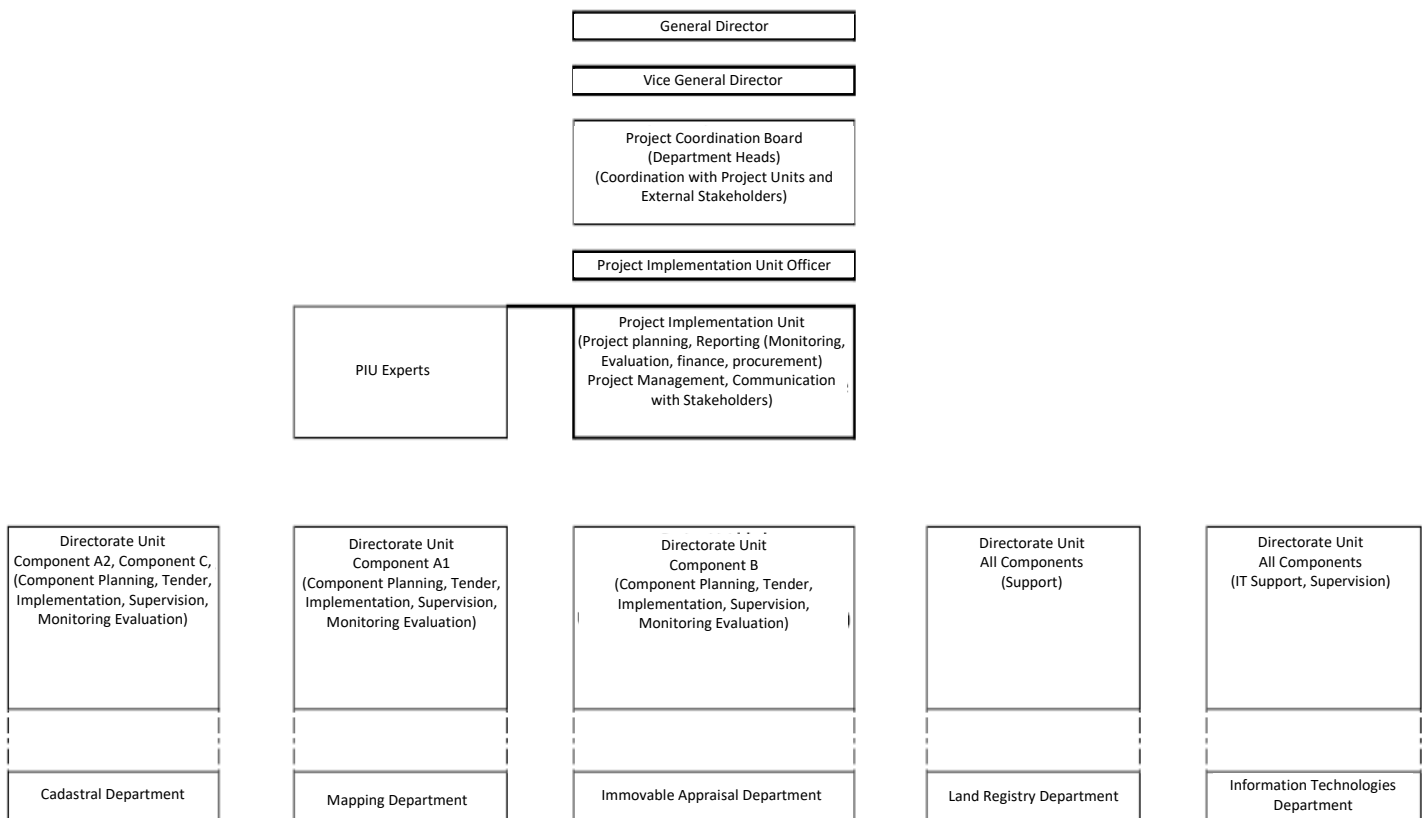 General Director
Vice General Director
Project Coordination Board
(Department Heads)
(Coordination with Project Units and
External Stakeholders)
Project Implementation Unit Officer
PIU Experts
Project Implementation Unit
(Project planning, Reporting (Monitoring,
Evaluation, finance, procurement)
Project Management, Communication
with Stakeholders)
Directorate Unit
Component A2, Component C,
(Component Planning, Tender,
Implementation, Supervision,
Monitoring Evaluation)
Directorate Unit
Component A1
(Component Planning, Tender,
Implementation, Supervision,
Monitoring Evaluation)
Directorate Unit
Component B
(Component Planning, Tender,
Implementation, Supervision,
Monitoring Evaluation)
Directorate Unit
All Components
(Support)
Directorate Unit
All Components
(IT Support, Supervision)
Cadastral Department
Mapping Department
Immovable Appraisal Department
Land Registry Department
Information Technologies
Department